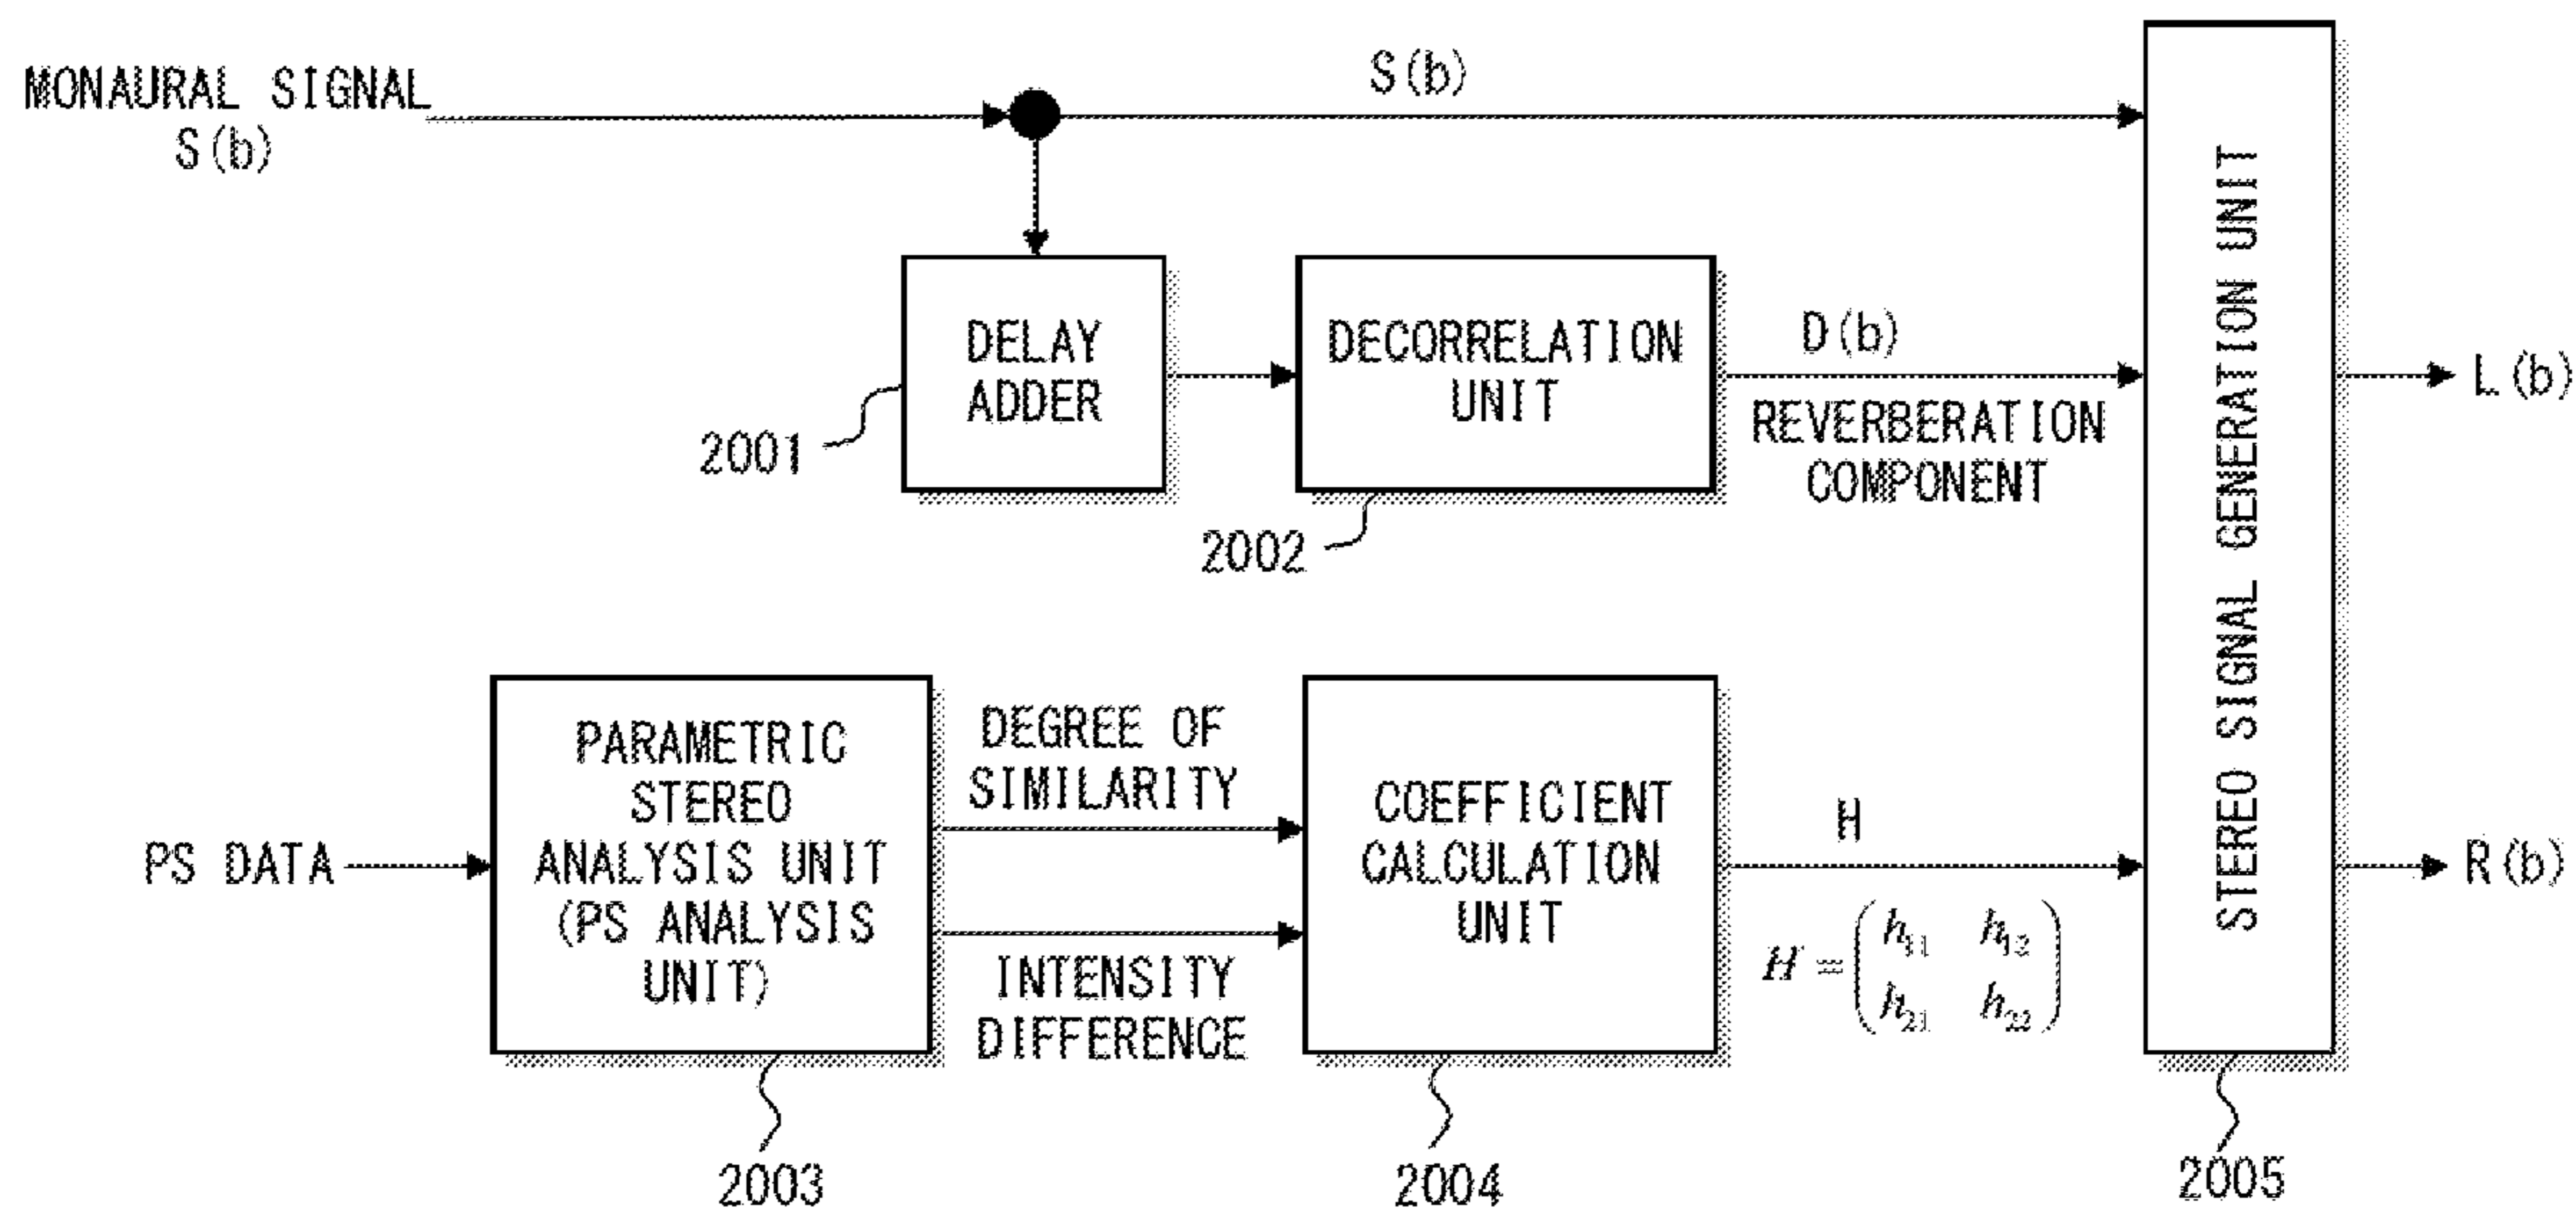 MONAURAL SIGNAL
S(b)
S(b)
DELAY
ADDER
2001
DECORRELATION
UNIT
2002
D(b)
REVERBERATION
COMPONENT
STEREO SIGNAL GENERATION UNIT
L(b)
R(b)
2005
PS DATA
PARAMETRIC
STEREO
ANALYSIS UNIT
(PS ANALYSIS
UNIT)
2003
DEGREE OF
SIMILARITY
INTENSITY
DIFFERENCE
COEFFICIENT
CALCULATION
UNIT
2004
H
H = (h11 h12
h21 h22)